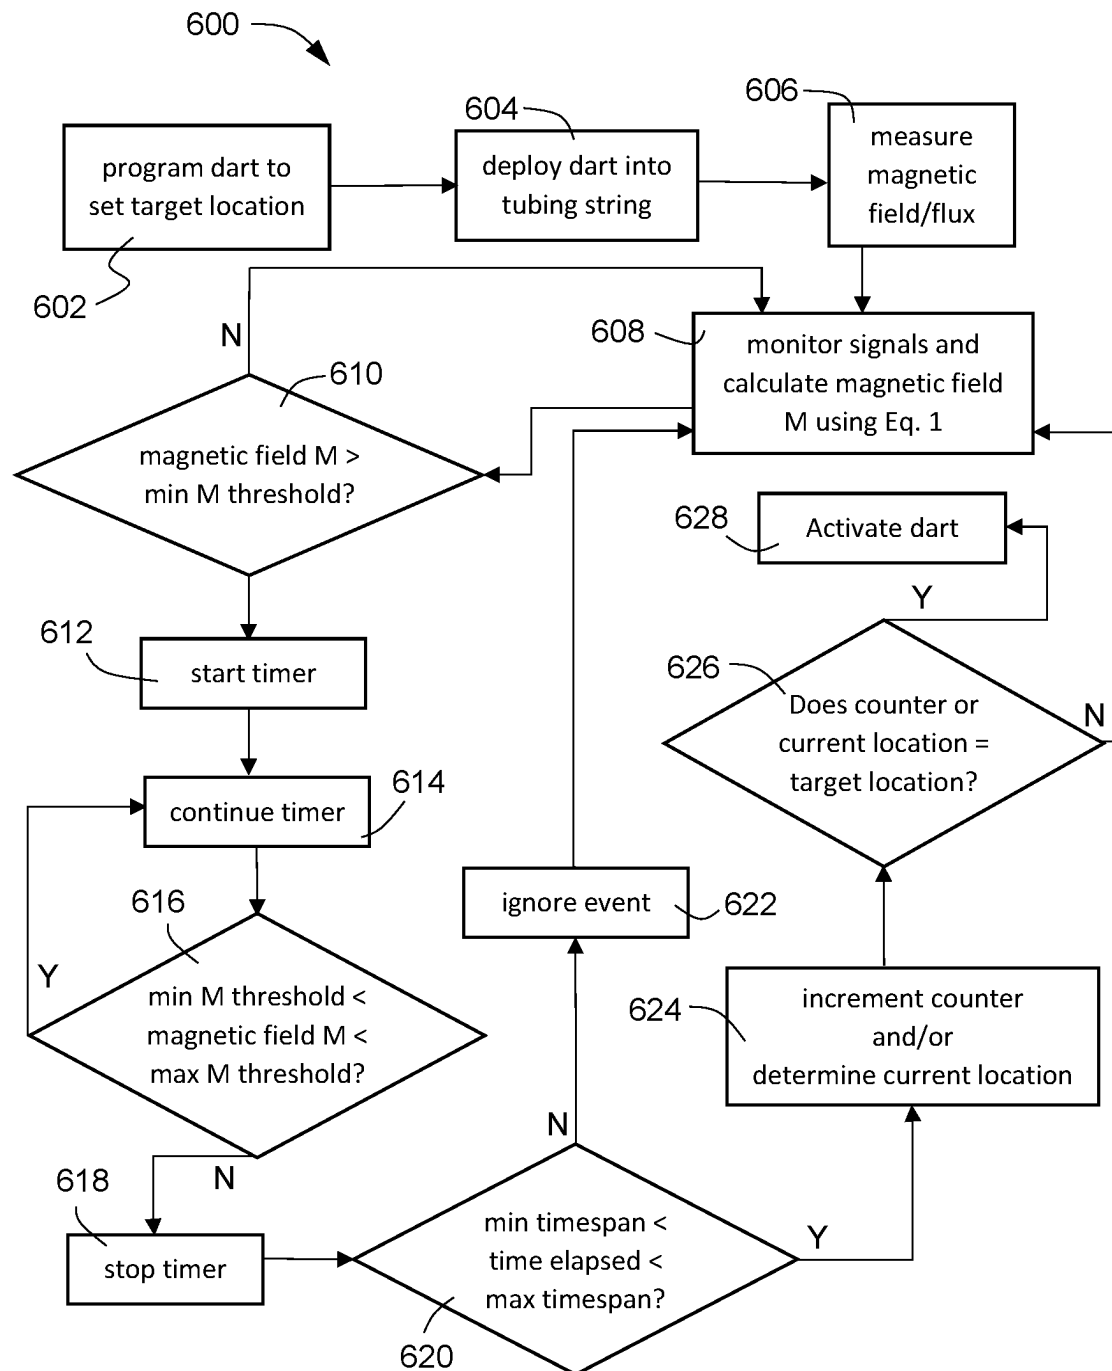 600
602
program dart to
set target location
604
deploy dart into
tubing string
606
measure
magnetic
field/flux
608
monitor signals and
calculate magnetic field
M using Eq. 1
N
610
magnetic field M >
min M threshold?
612
start timer
614
continue timer
616
min M threshold <
magnetic field M <
max M threshold?
Y
N
618
stop timer
620
min timespan <
time elapsed <
max timespan?
N
Y
622
ignore event
624
increment counter
and/or
determine current location
626
Does counter or
current location =
target location?
Y
N
628
Activate dart